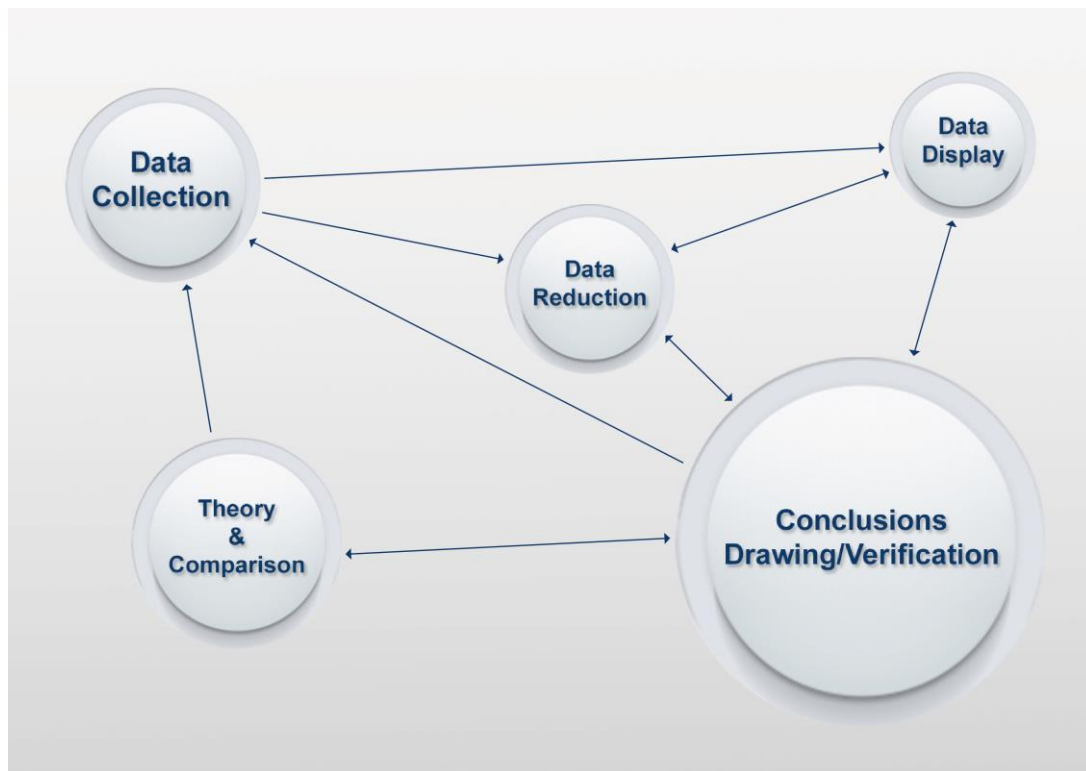 Data
Collection
Data
Display
Data
Reduction
Theory
&
Comparison
Conclusions
Drawing/Verification